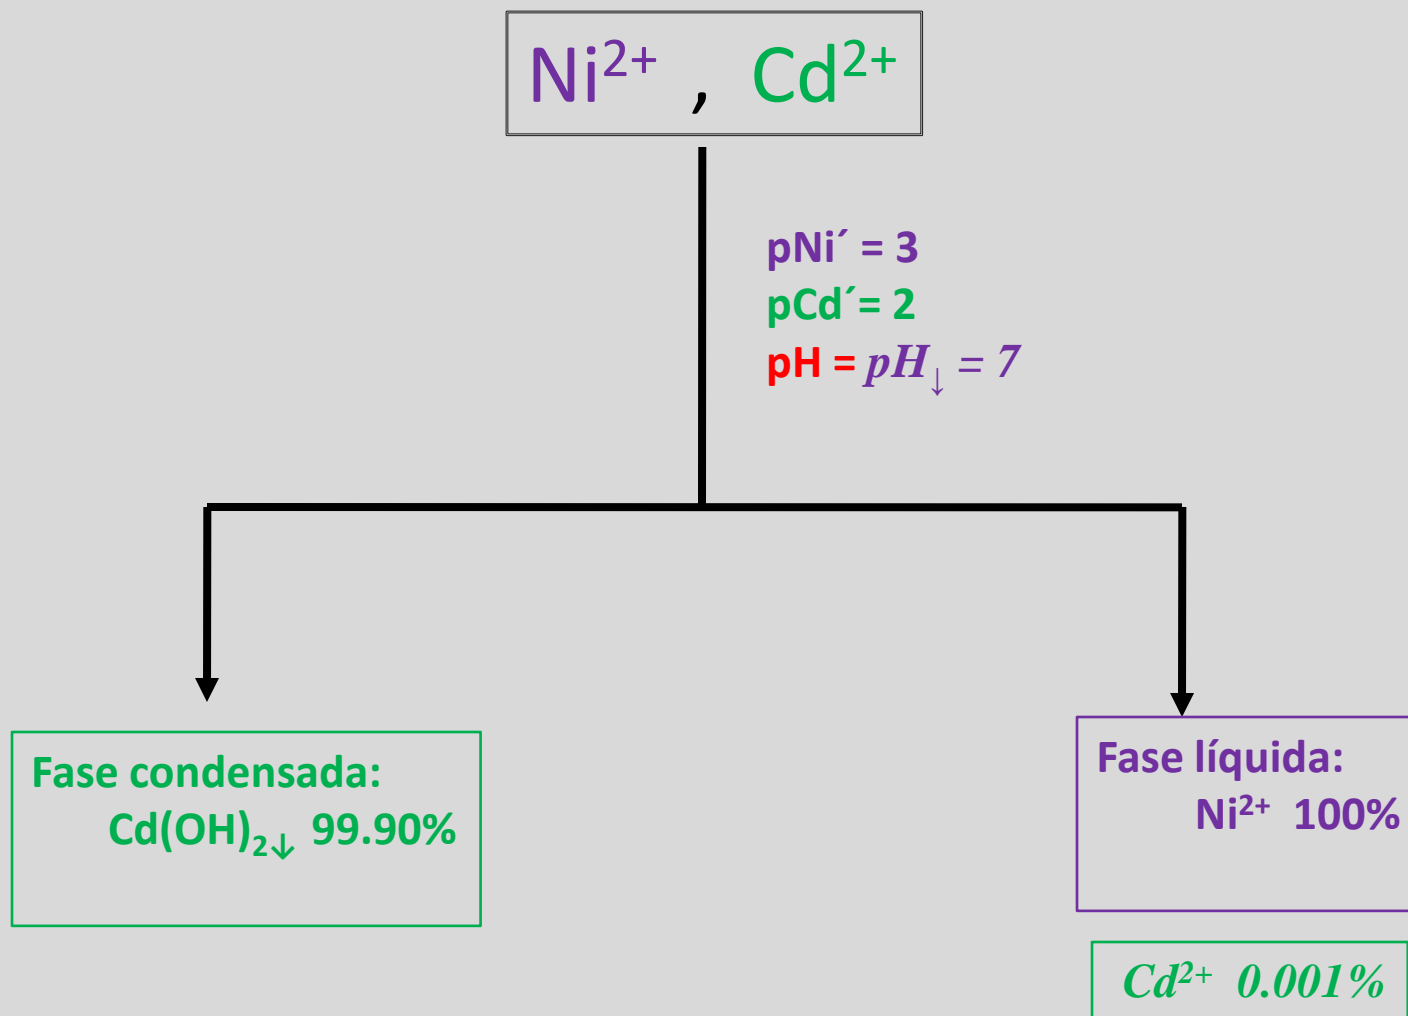 Ni²⁺ , Cd²⁺
pNi´ = 3
pCd´= 2
pH = pH↓ = 7
Fase condensada:
Cd(OH)₂↓ 99.90%
Fase líquida:
Ni²⁺ 100%
Cd²⁺ 0.001%